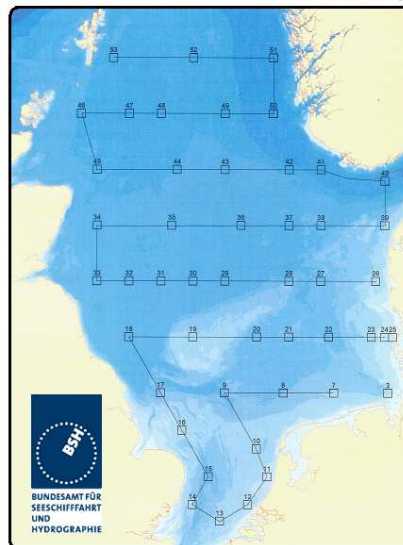 53 52 51
46 47 48 49 50
45 44 43 42 41
40
34 35 36 37 38 39
33 32 31 30 29 28 27 26
18 19 20 21 22 23 24 25
17 9 8 7 3
16
10
15 11
14 12
13
BSH
BUNDESAMT FÜR
SEESCHIFFFAHRT
UND
HYDROGRAPHIE